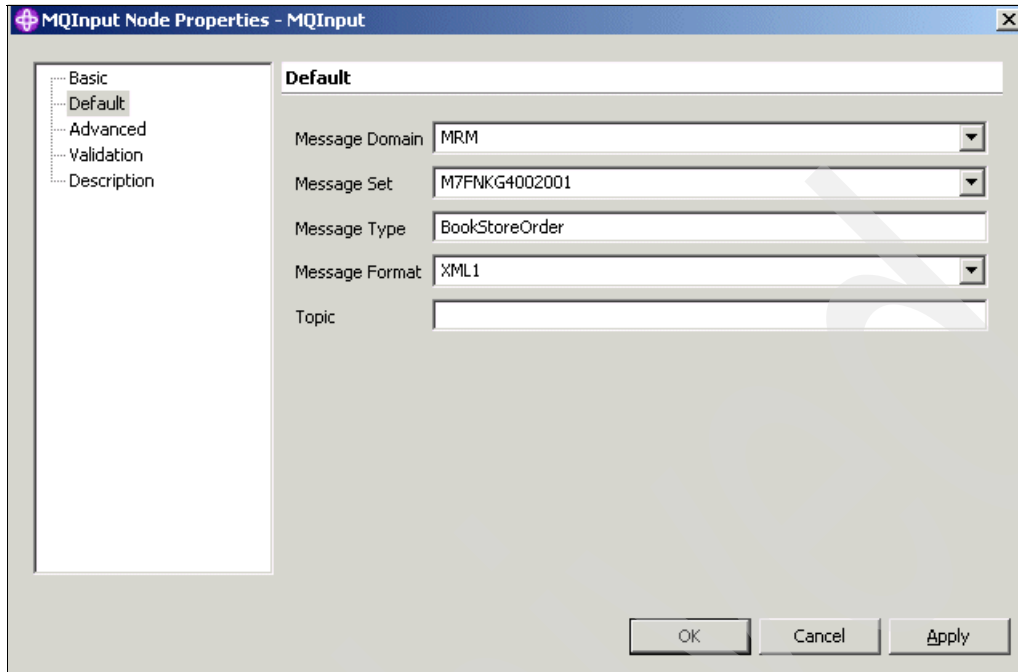 MQInput Node Properties - MQInput
Basic
Default
Advanced
Validation
Description
Default
Message Domain MRM
Message Set M7FNKG4002001
Message Type BookStoreOrder
Message Format XML1
Topic
OK Cancel Apply